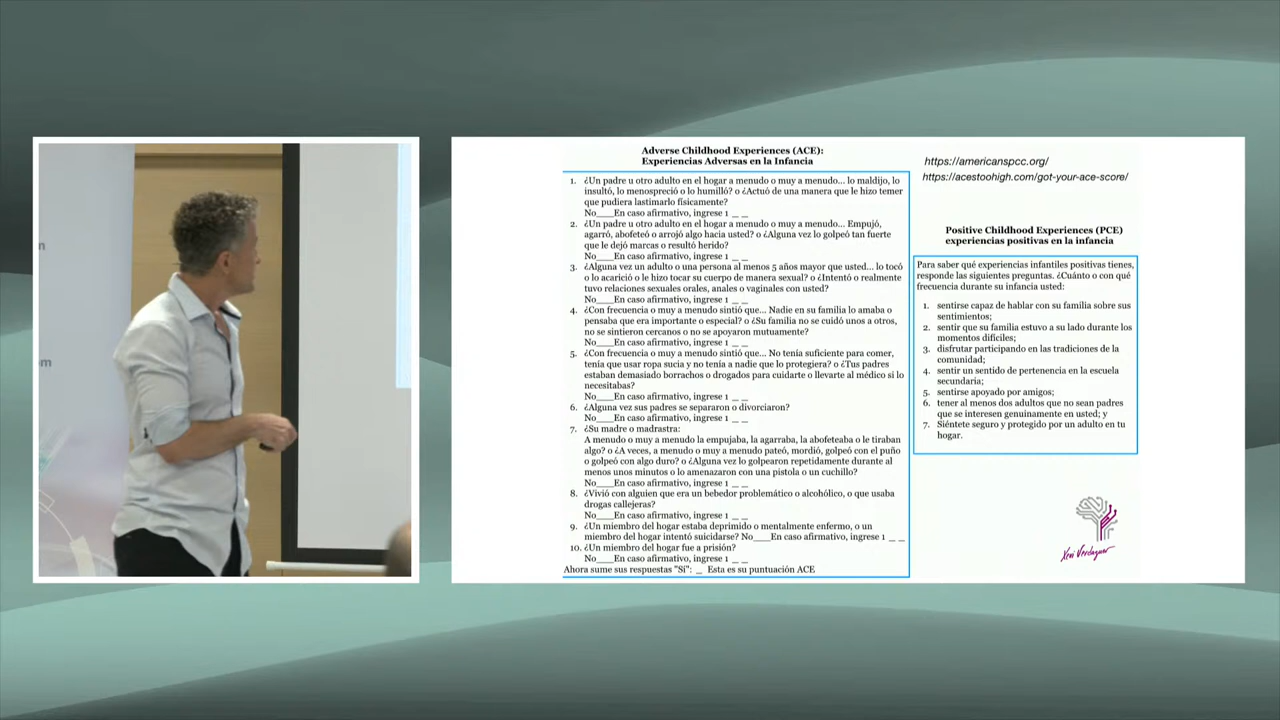 Adverse Childhood Experiences (ACE):
Experiencias Adversas en la Infancia
1. ¿Un padre u otro adulto en el hogar a menudo o muy a menudo... lo maldijo, lo
insultó, lo menospreció o lo humilló? o ¿Actuó de una manera que le hizo temer
que pudiera lastimarlo físicamente?
No___En caso afirmativo, ingrese 1 _ _
2. ¿Un padre u otro adulto en el hogar a menudo o muy a menudo... Empujó,
agarró, abofeteó o arrojó algo hacia usted? o ¿Alguna vez lo golpeó tan fuerte
que le dejó marcas o resultó herido?
No___En caso afirmativo, ingrese 1 _ _
3. ¿Alguna vez un adulto o una persona al menos 5 años mayor que usted... lo tocó
o lo acarició o le hizo tocar su cuerpo de manera sexual? o ¿Intentó o realmente
tuvo relaciones sexuales orales, anales o vaginales con usted?
No___En caso afirmativo, ingrese 1 _ _
4. ¿Con frecuencia o muy a menudo sintió que... Nadie en su familia lo amaba o
pensaba que era importante o especial? o ¿Su familia no se cuidó unos a otros,
no se sintieron cercanos o no se apoyaron mutuamente?
No___En caso afirmativo, ingrese 1 _ _
5. ¿Con frecuencia o muy a menudo sintió que... No tenía suficiente para comer,
tenía que usar ropa sucia y no tenía a nadie que lo protegiera? o ¿Tus padres
estaban demasiado borrachos o drogados para cuidarte o llevarte al médico si lo
necesitabas?
No___En caso afirmativo, ingrese 1 _ _
6. ¿Alguna vez sus padres se separaron o divorciaron?
No___En caso afirmativo, ingrese 1 _ _
7. ¿Su madre o madrastra:
A menudo o muy a menudo la empujaba, la agarraba, la abofeteaba o le tiraban
algo? o ¿A veces, a menudo o muy a menudo pateó, mordió, golpeó con el puño
o golpeó con algo duro? o ¿Alguna vez lo golpearon repetidamente durante al
menos unos minutos o lo amenazaron con una pistola o un cuchillo?
No___En caso afirmativo, ingrese 1 _ _
8. ¿Vivió con alguien que era un bebedor problemático o alcohólico, o que usaba
drogas callejeras?
No___En caso afirmativo, ingrese 1 _ _
9. ¿Un miembro del hogar estaba deprimido o mentalmente enfermo, o un
miembro del hogar intentó suicidarse? No___En caso afirmativo, ingrese 1 _ _
10. ¿Un miembro del hogar fue a prisión?
No___En caso afirmativo, ingrese 1 _ _
Ahora sume sus respuestas "Sí": _ Esta es su puntuación ACE
https://americanspcc.org/
https://acestoohigh.com/got-your-ace-score/
Positive Childhood Experiences (PCE)
experiencias positivas en la infancia
Para saber qué experiencias infantiles positivas tienes,
responde las siguientes preguntas. ¿Cuánto o con qué
frecuencia durante su infancia usted:
1. sentirse capaz de hablar con su familia sobre sus
sentimientos;
2. sentir que su familia estuvo a su lado durante los
momentos difíciles;
3. disfrutar participando en las tradiciones de la
comunidad;
4. sentir un sentido de pertenencia en la escuela
secundaria;
5. sentirse apoyado por amigos;
6. tener al menos dos adultos que no sean padres
que se interesen genuinamente en usted; y
7. Siéntete seguro y protegido por un adulto en tu
hogar.
Xevi Verdaguer
n
m